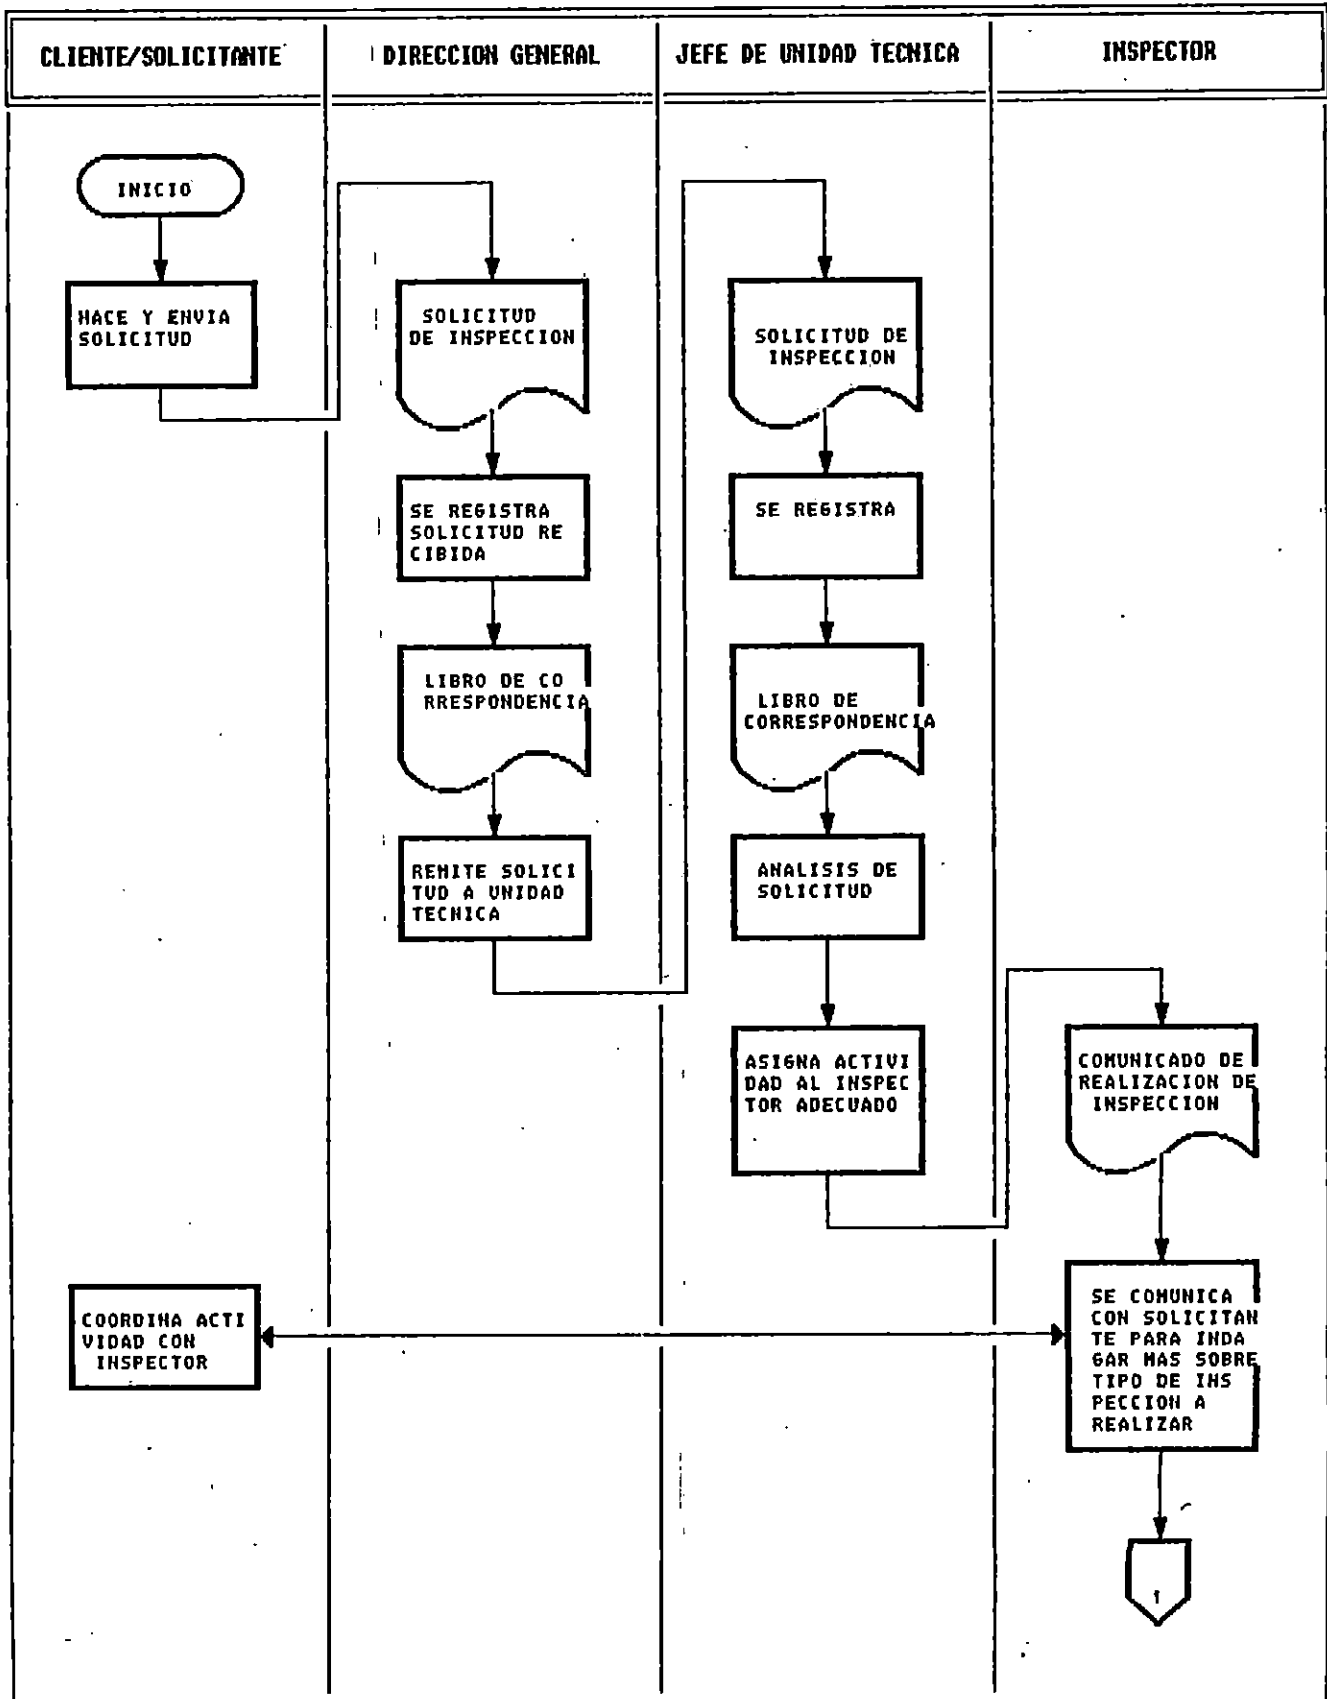 CLIENTE/SOLICITANTE
DIRECCION GENERAL
JEFE DE UNIDAD TECNICA
INSPECTOR
INICIO
HACE Y ENVIA
SOLICITUD
SOLICITUD
DE INSPECCION
SE REGISTRA
SOLICITUD RE
CIBIDA
LIBRO DE CO
RRESPONDENCIA
REMITE SOLICI
TUD A UNIDAD
TECNICA
SOLICITUD DE
INSPECCION
SE REGISTRA
LIBRO DE
CORRESPONDENCIA
ANALISIS DE
SOLICITUD
ASIGNA ACTIVI
DAD AL INSPEC
TOR ADECUADO
COMUNICADO DE
REALIZACION DE
INSPECCION
COORDINA ACTI
VIDAD CON
INSPECTOR
SE COMUNICA
CON SOLICITAN
TE PARA INDA
GAR MAS SOBRE
TIPO DE INS
PECCION A
REALIZAR
1